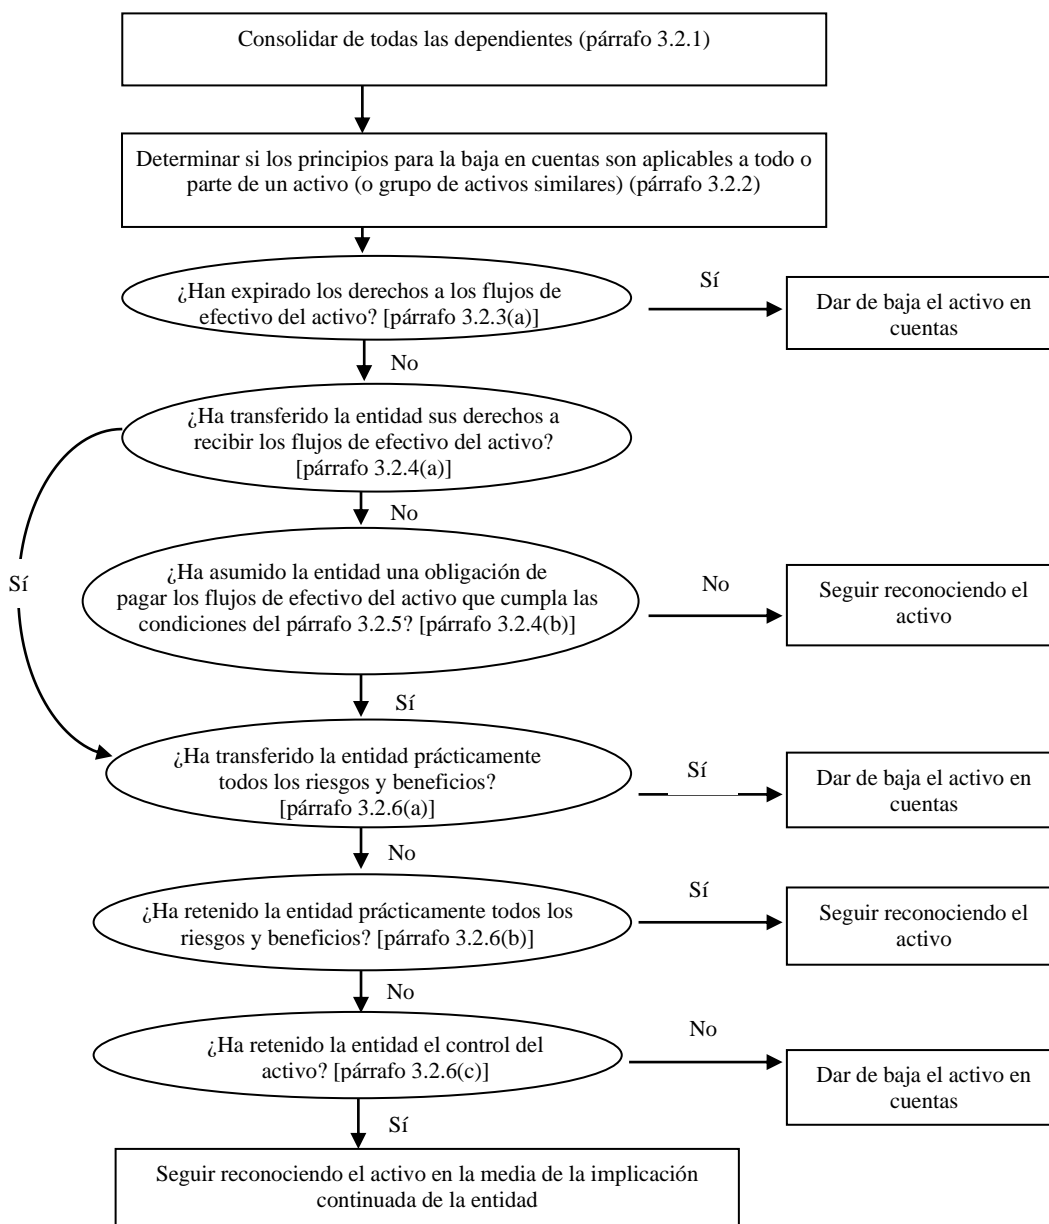 Consolidar de todas las dependientes (párrafo 3.2.1)
Determinar si los principios para la baja en cuentas son aplicables a todo o
parte de un activo (o grupo de activos similares) (párrafo 3.2.2)
¿Han expirado los derechos a los flujos de
efectivo del activo? [párrafo 3.2.3(a)]
Sí
Dar de baja el activo en
cuentas
No
¿Ha transferido la entidad sus derechos a
recibir los flujos de efectivo del activo?
[párrafo 3.2.4(a)]
No
Sí
¿Ha asumido la entidad una obligación de
pagar los flujos de efectivo del activo que cumpla las
condiciones del párrafo 3.2.5? [párrafo 3.2.4(b)]
No
Seguir reconociendo el
activo
Sí
¿Ha transferido la entidad prácticamente
todos los riesgos y beneficios?
[párrafo 3.2.6(a)]
Sí
Dar de baja el activo en
cuentas
No
¿Ha retenido la entidad prácticamente todos los
riesgos y beneficios? [párrafo 3.2.6(b)]
Sí
Seguir reconociendo el
activo
No
¿Ha retenido la entidad el control del
activo? [párrafo 3.2.6(c)]
No
Dar de baja el activo en
cuentas
Sí
Seguir reconociendo el activo en la media de la implicación
continuada de la entidad